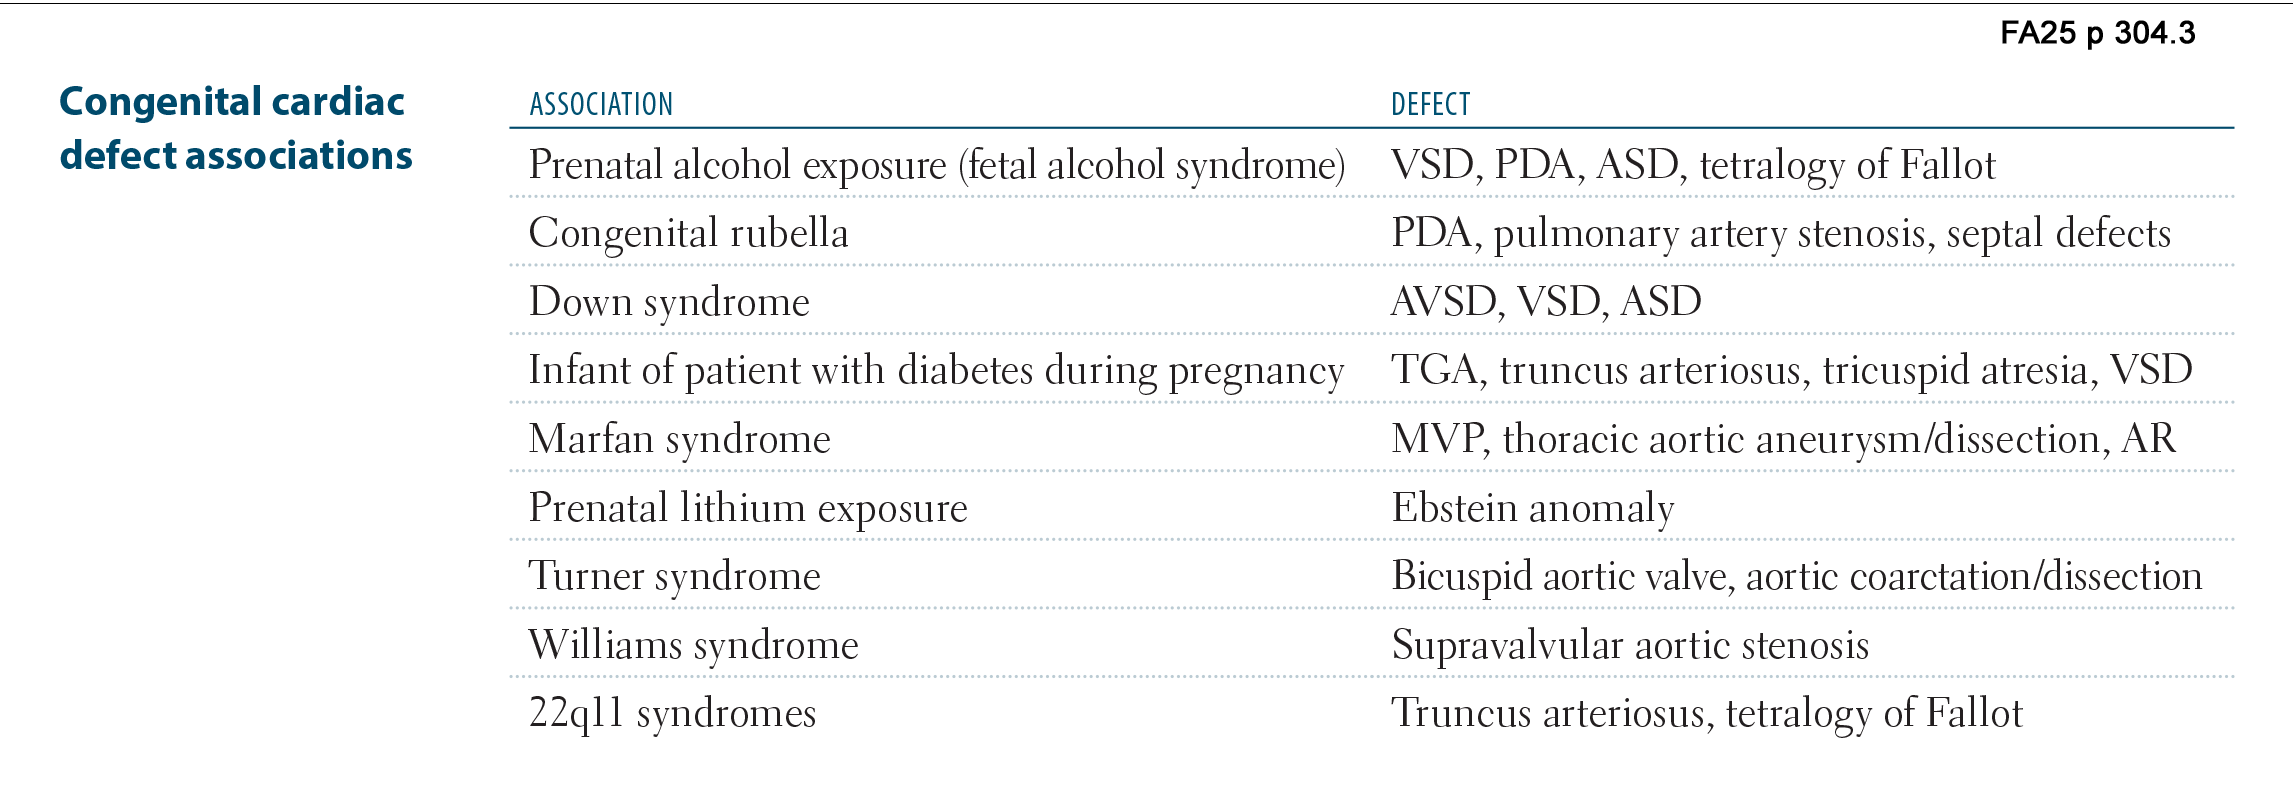 FA25 p 304.3
Congenital cardiac
defect associations
ASSOCIATION DEFECT
Prenatal alcohol exposure (fetal alcohol syndrome) VSD, PDA, ASD, tetralogy of Fallot
Congenital rubella PDA, pulmonary artery stenosis, septal defects
Down syndrome AVSD, VSD, ASD
Infant of patient with diabetes during pregnancy TGA, truncus arteriosus, tricuspid atresia, VSD
Marfan syndrome MVP, thoracic aortic aneurysm/dissection, AR
Prenatal lithium exposure Ebstein anomaly
Turner syndrome Bicuspid aortic valve, aortic coarctation/dissection
Williams syndrome Supravalvular aortic stenosis
22q11 syndromes Truncus arteriosus, tetralogy of Fallot